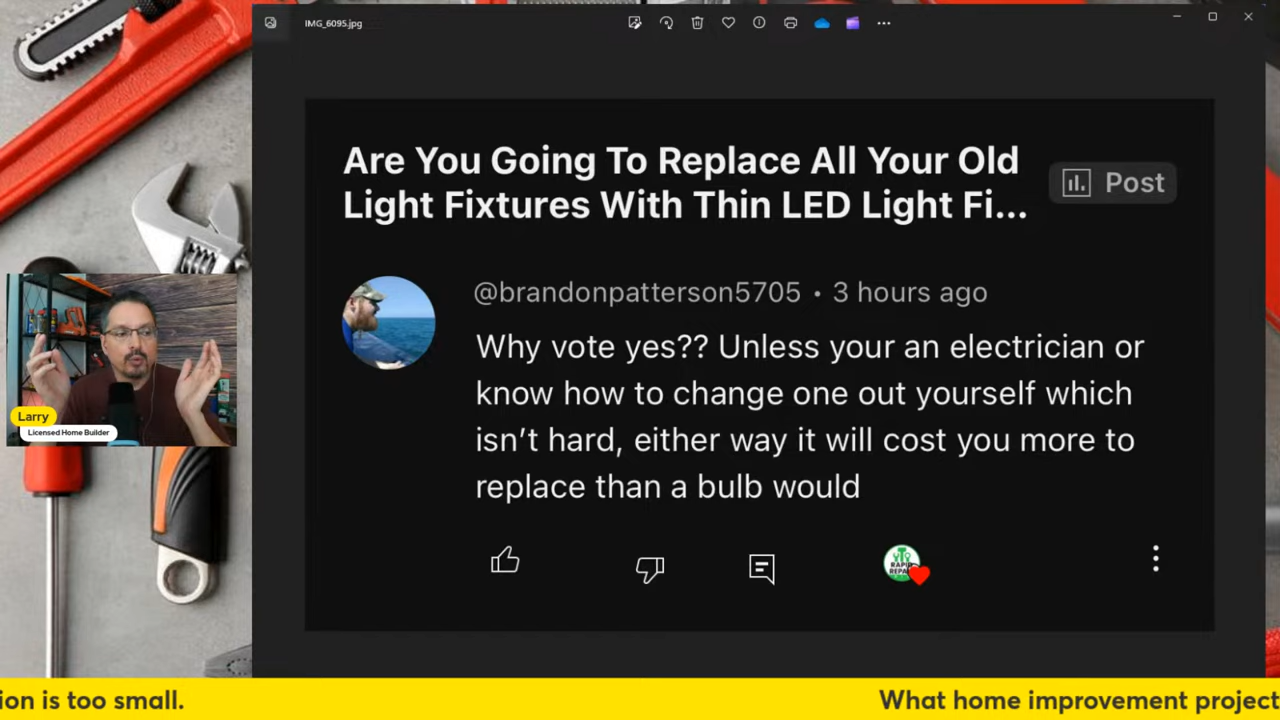 IMG_6095.jpg
Are You Going To Replace All Your Old
Light Fixtures With Thin LED Light Fi...
Post
@brandonpatterson5705 • 3 hours ago
Why vote yes?? Unless your an electrician or
know how to change one out yourself which
isn't hard, either way it will cost you more to
replace than a bulb would
RAPID
REPA
Larry
Licensed Home Builder
ion is too small.
What home improvement project